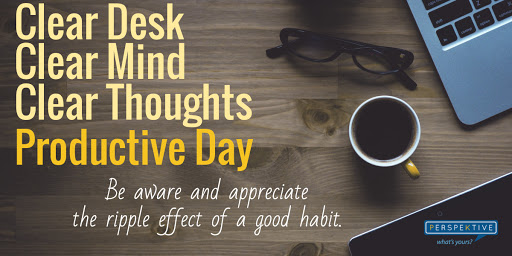 Clear Desk
Clear Mind
Clear Thoughts
Productive Day
Be aware and appreciate
the ripple effect of a good habit.
PERSPEKTIVE
what's yours?